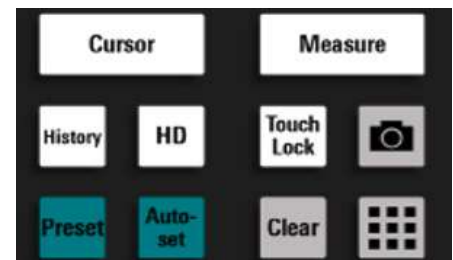 Cursor
Measure
History
HD
Touch
Lock
Preset
Auto-
set
Clear